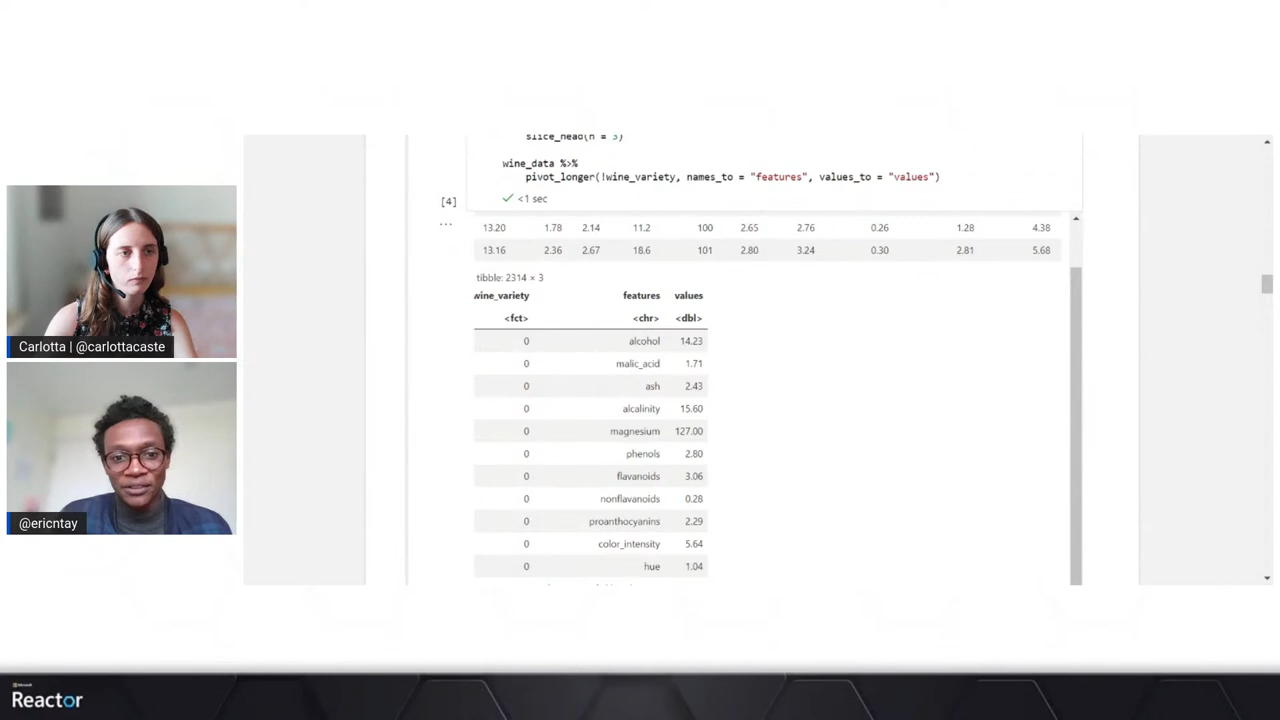 slice_head(n = 3)
wine_data %>%
pivot_longer(!wine_variety, names_to = "features", values_to = "values")
[4]
<1 sec
...
13.20 1.78 2.14 11.2 100 2.65 2.76 0.26 1.28 4.38
13.16 2.36 2.67 18.6 101 2.80 3.24 0.30 2.81 5.68
tibble: 2314 × 3
wine_variety features values
<fct> <chr> <dbl>
0 alcohol 14.23
0 malic_acid 1.71
0 ash 2.43
0 alcalinity 15.60
0 magnesium 127.00
0 phenols 2.80
0 flavanoids 3.06
0 nonflavanoids 0.28
0 proanthocyanins 2.29
0 color_intensity 5.64
0 hue 1.04
Carlotta | @carlottacaste
@ericntay
Microsoft
Reactor